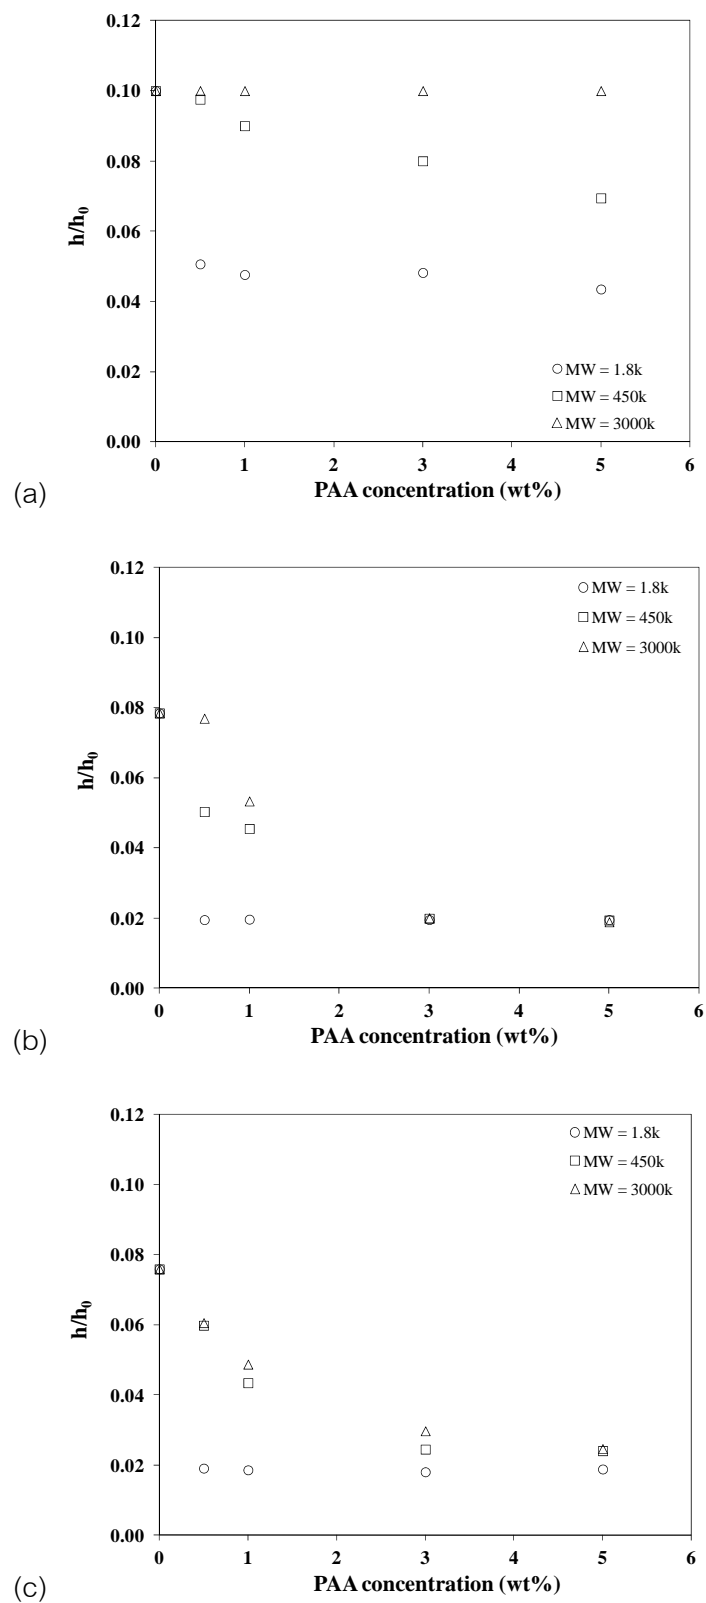 0.12
0.10
0.08
0.06
0.04
0.02
0.00
h/h0
MW = 1.8k
MW = 450k
MW = 3000k
0 1 2 3 4 5 6
PAA concentration (wt%)
(a)
0.12
0.10
0.08
0.06
0.04
0.02
0.00
h/h0
MW = 1.8k
MW = 450k
MW = 3000k
0 1 2 3 4 5 6
PAA concentration (wt%)
(b)
0.12
0.10
0.08
0.06
0.04
0.02
0.00
h/h0
MW = 1.8k
MW = 450k
MW = 3000k
0 1 2 3 4 5 6
PAA concentration (wt%)
(c)